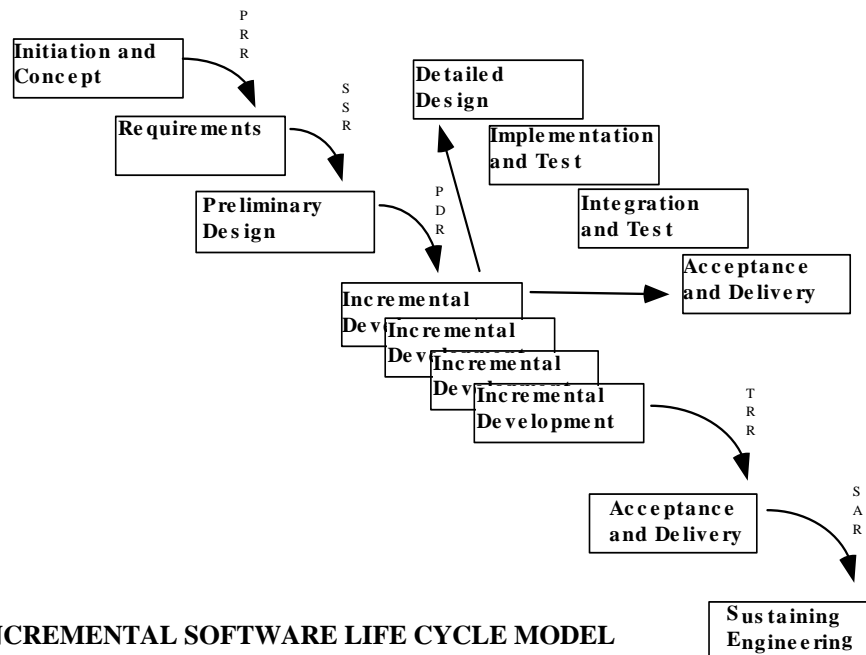 P
R
R
Initiation and
Concept
S
S
R
Requirements
Detailed
Design
Implementation
and Test
P
D
R
Preliminary
Design
Integration
and Test
Acceptance
and Delivery
Incremental
Incremental
Incremental
Incremental
Development
T
R
R
Acceptance
and Delivery
S
A
R
Sustaining
Engineering
NCREMENTAL SOFTWARE LIFE CYCLE MODEL